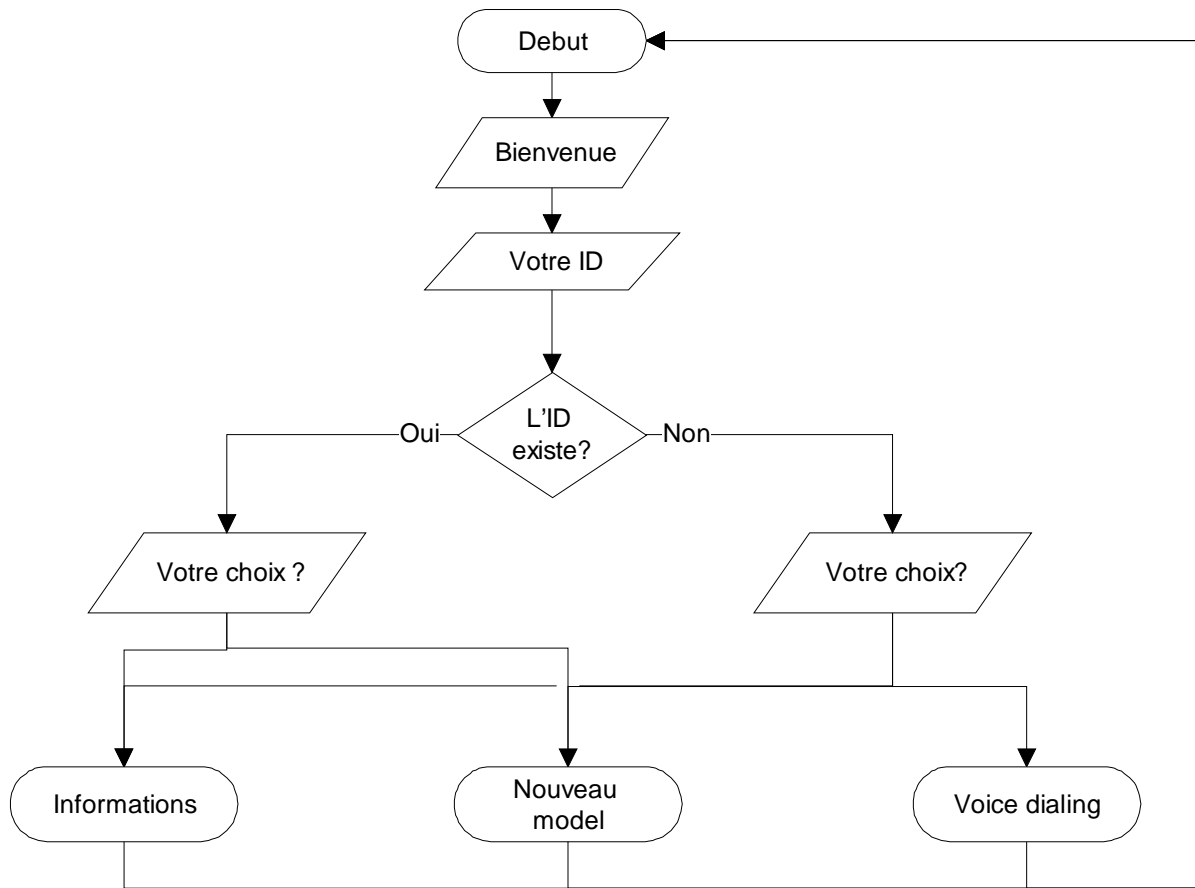 Debut
Bienvenue
Votre ID
L'ID
existe?
Oui
Non
Votre choix ?
Votre choix?
Informations
Nouveau
model
Voice dialing